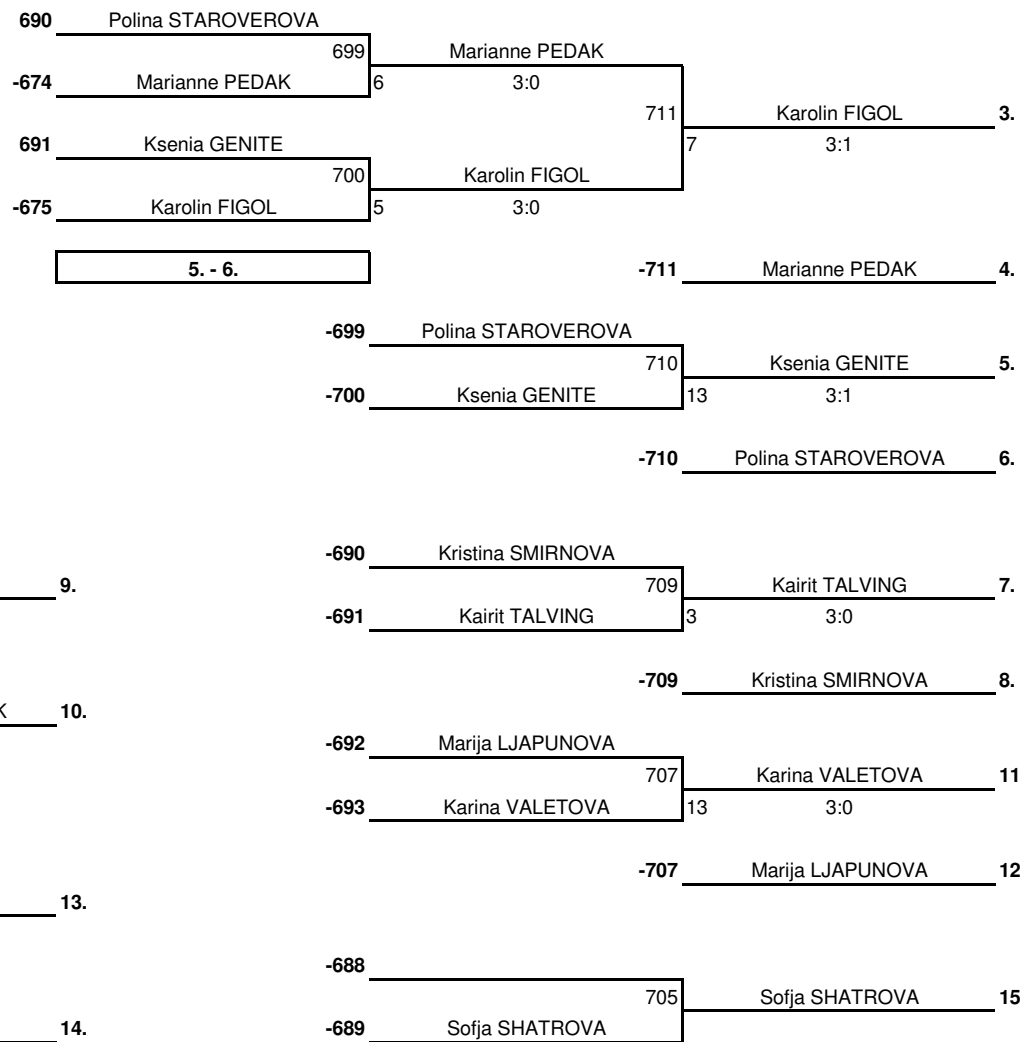 690 Polina STAROVEROVA
699 Marianne PEDAK
-674 Marianne PEDAK 6 3:0
711 Karolin FIGOL 3.
691 Ksenia GENITE 7 3:1
700 Karolin FIGOL
-675 Karolin FIGOL 5 3:0
5. - 6. -711 Marianne PEDAK 4.
-699 Polina STAROVEROVA
710 Ksenia GENITE 5.
-700 Ksenia GENITE 13 3:1
-710 Polina STAROVEROVA 6.
-690 Kristina SMIRNOVA
9. 709 Kairit TALVING 7.
-691 Kairit TALVING 3 3:0
-709 Kristina SMIRNOVA 8.
K 10.
-692 Marija LJAPUNOVA
707 Karina VALETOVA 11
-693 Karina VALETOVA 13 3:0
-707 Marija LJAPUNOVA 12
13.
-688
705 Sofja SHATROVA 15
14. -689 Sofja SHATROVA